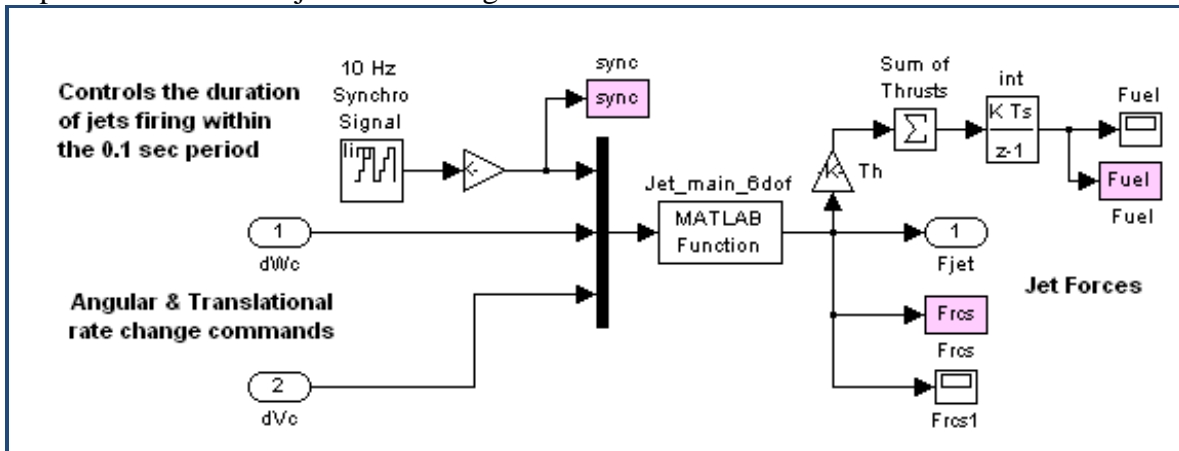 Controls the duration
of jets firing within
the 0.1 sec period
10 Hz
Synchro
Signal
sync
sync
Sum of
Thrusts
Σ
int
K Ts
z-1
Fuel
Fuel
Fuel
Th
Jet_main_6dof
MATLAB
Function
1
dWc
1
Fjet
Jet Forces
Angular & Translational
rate change commands
Frcs
Frcs
2
dVc
Frcs1